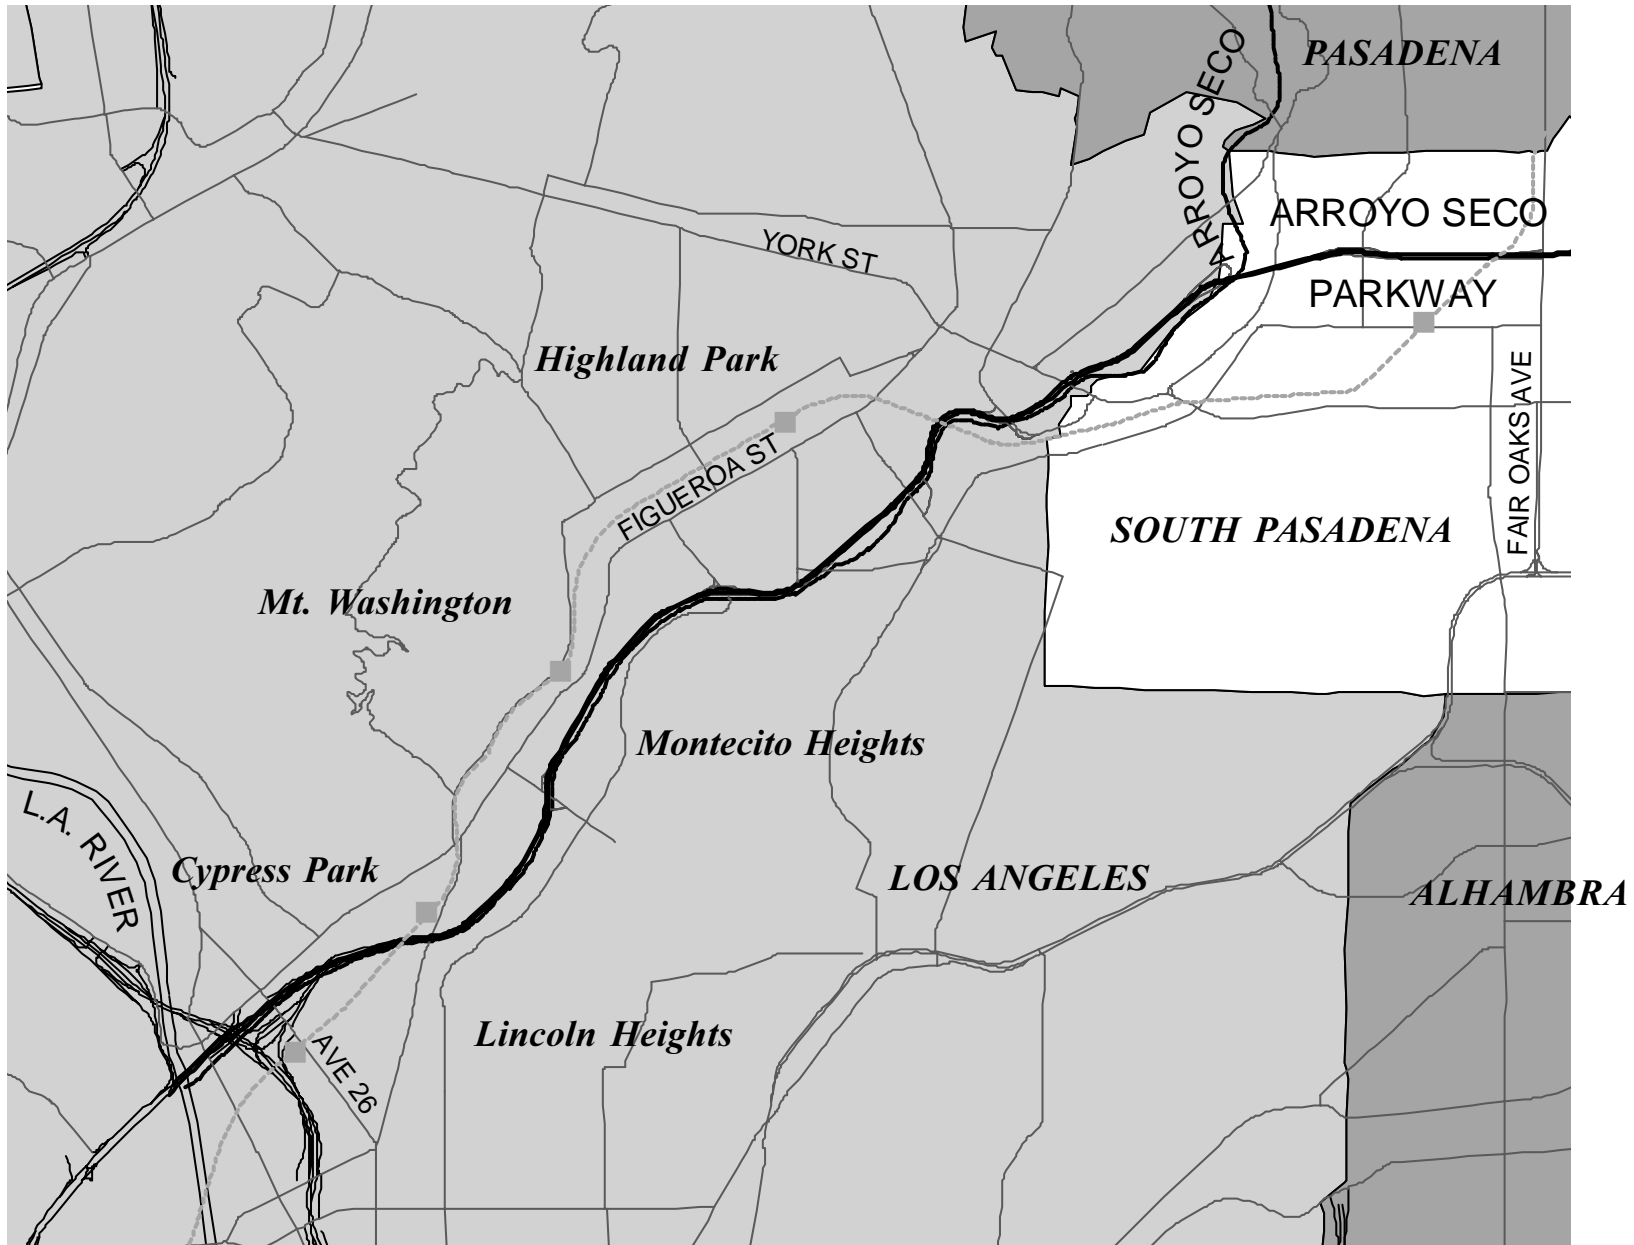 PASADENA
ARROYO SECO
ARROYO SECO
PARKWAY
YORK ST
Highland Park
FIGUEROA ST
FAIR OAKS AVE
SOUTH PASADENA
Mt. Washington
Montecito Heights
L.A. RIVER
Cypress Park
LOS ANGELES
ALHAMBRA
Lincoln Heights
AVE 26